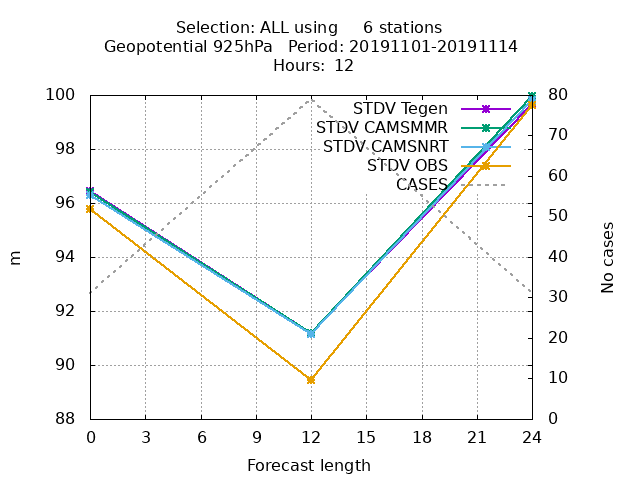 Selection: ALL using     6 stations
Geopotential 925hPa   Period: 20191101-20191114
Hours: 12
100
98
96
94
92
90
88
m
STDV Tegen
STDV CAMSMMR
STDV CAMSNRT
STDV OBS
CASES
80
70
60
50
40
30
20
10
0
No cases
0 3 6 9 12 15 18 21 24
Forecast length